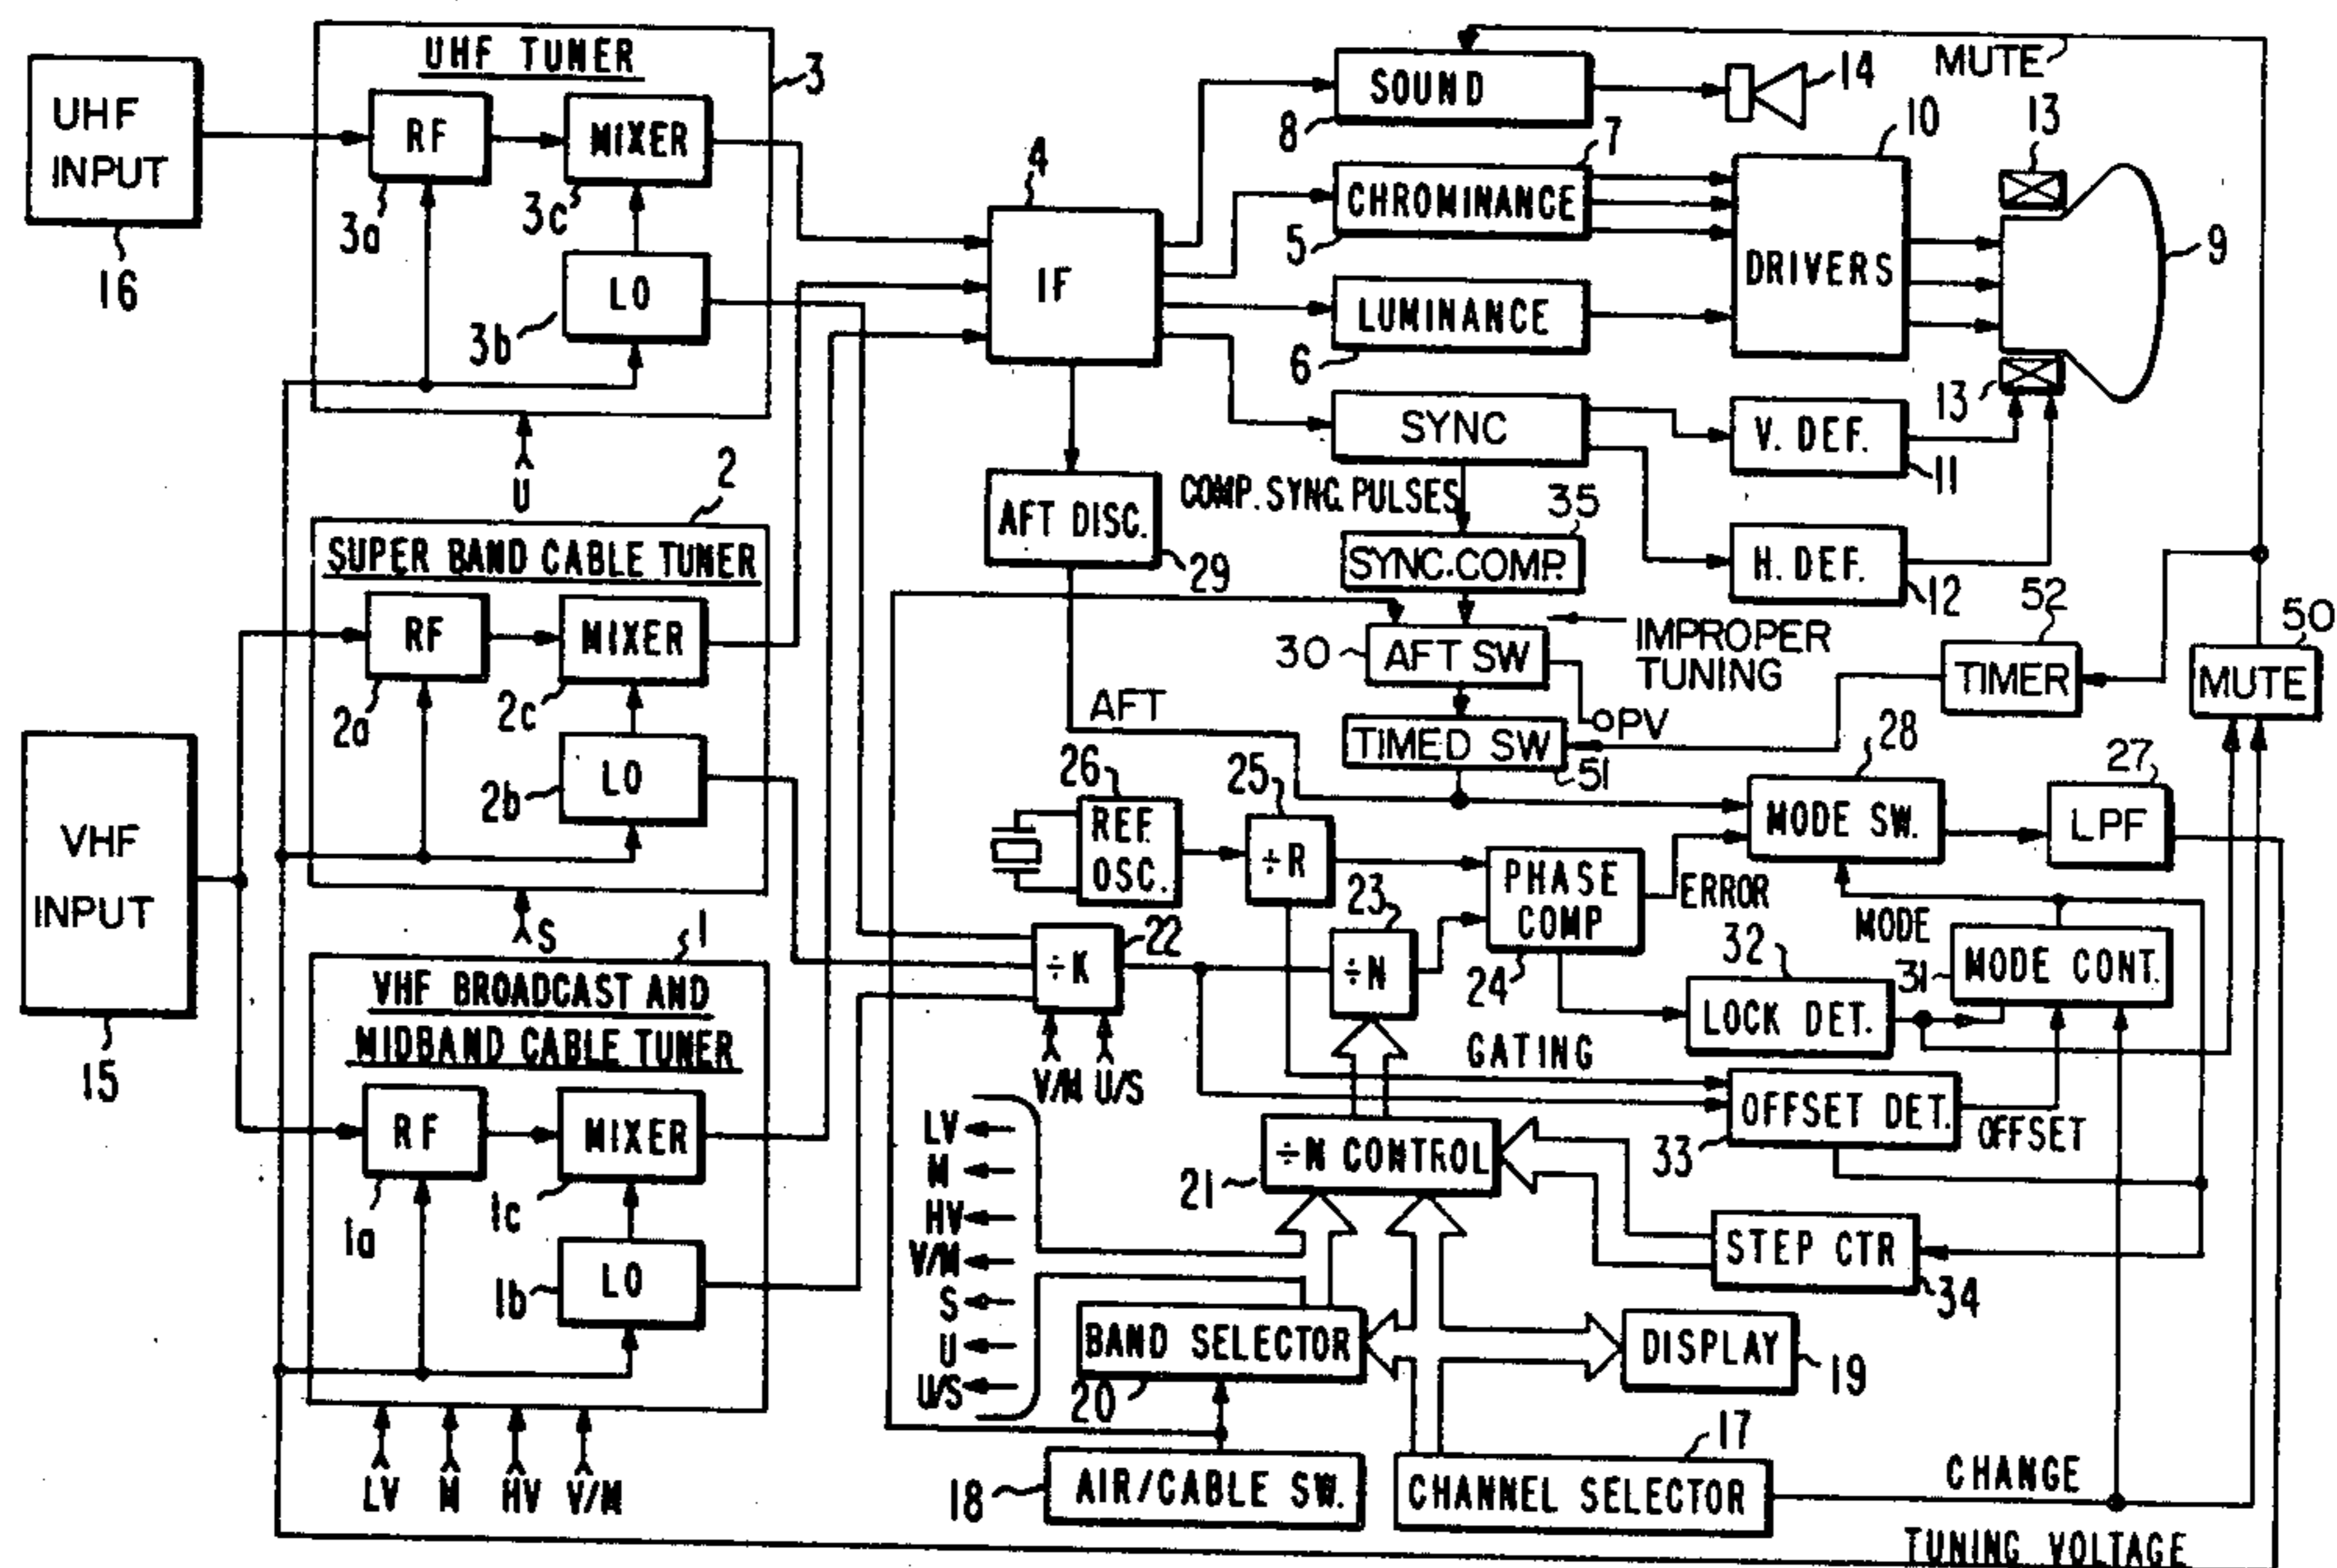 UHF TUNER
3
UHF
INPUT
16
RF
3a
MIXER
3c
LO
3b
U
SUPER BAND CABLE TUNER
2
RF
2a
MIXER
2c
LO
2b
S
VHF
INPUT
15
VHF BROADCAST AND
MIDBAND CABLE TUNER
1
RF
1a
MIXER
1c
LO
1b
LV
M
HV
V/M
IF
4
SOUND
8
MUTE
14
CHROMINANCE
7
5
LUMINANCE
6
DRIVERS
10
13
9
13
SYNC
V. DEF.
11
H. DEF.
12
COMP. SYNC. PULSES
35
SYNC. COMP.
AFT DISC.
29
AFT
30
AFT SW
IMPROPER
TUNING
PV
TIMED SW
51
52
TIMER
50
MUTE
26
REF.
OSC.
25
÷R
23
÷N
÷K
22
V/M U/S
PHASE
COMP
24
ERROR
28
MODE SW.
27
LPF
MODE
31
MODE CONT.
32
LOCK DET.
GATING
OFFSET DET.
33
OFFSET
÷N CONTROL
21
STEP CTR
34
LV
M
HV
V/M
S
U
U/S
BAND SELECTOR
20
DISPLAY
19
18
AIR/CABLE SW.
17
CHANNEL SELECTOR
CHANGE
TUNING VOLTAGE